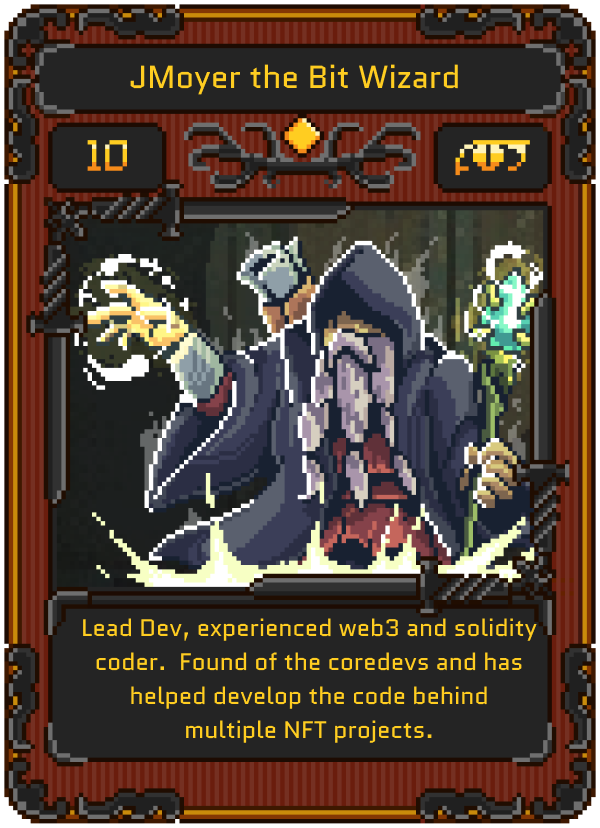 JMoyer the Bit Wizard
10
Lead Dev, experienced web3 and solidity
coder. Found of the coredevs and has
helped develop the code behind
multiple NFT projects.